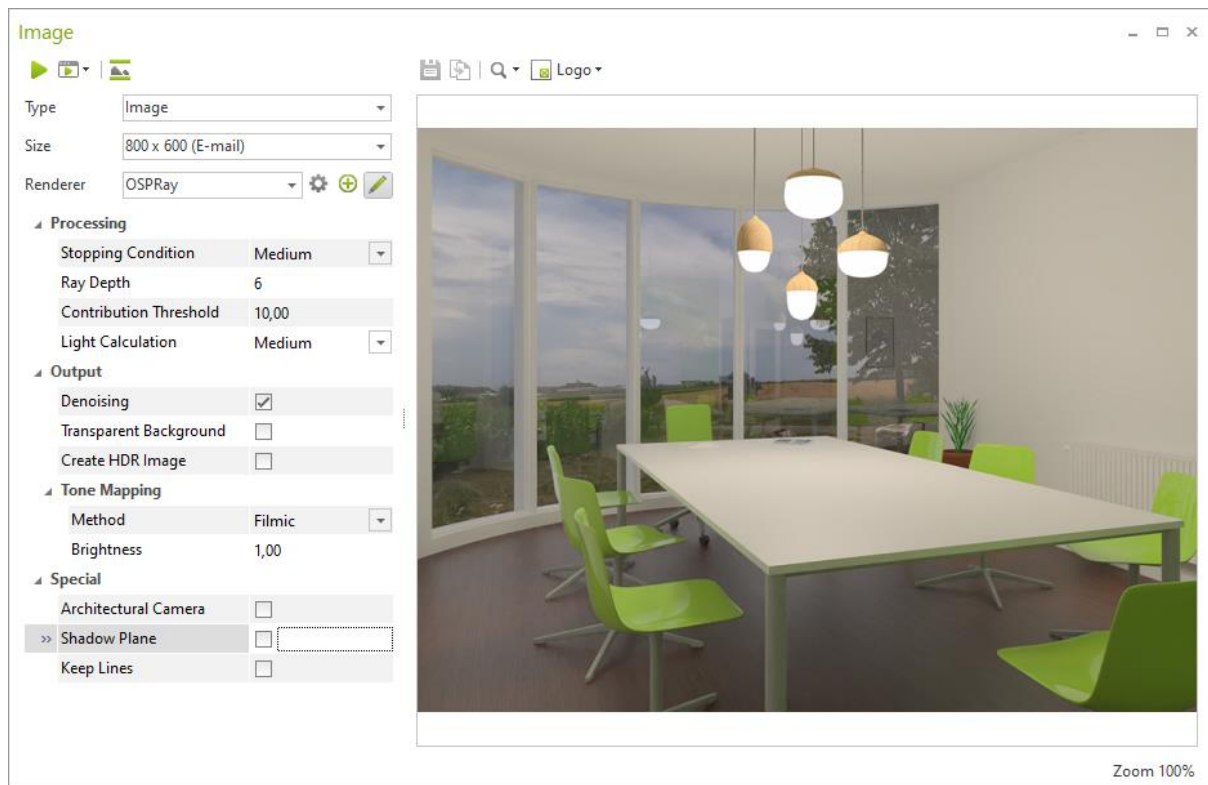 Image
Logo
Type Image
Size 800 x 600 (E-mail)
Renderer OSPRay
Processing
Stopping Condition Medium
Ray Depth 6
Contribution Threshold 10,00
Light Calculation Medium
Output
Denoising
Transparent Background
Create HDR Image
Tone Mapping
Method Filmic
Brightness 1,00
Special
Architectural Camera
Shadow Plane
Keep Lines
Zoom 100%